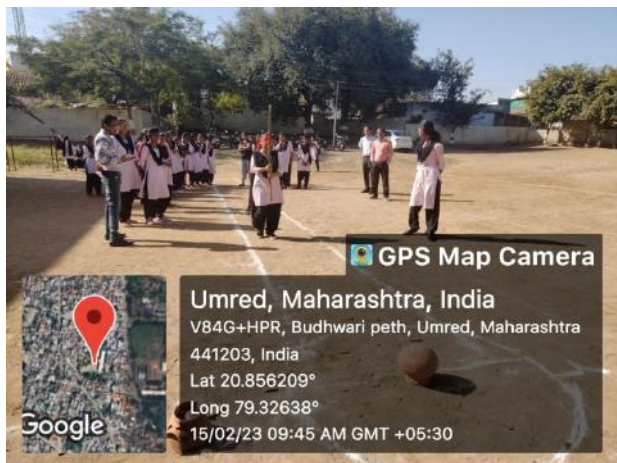 GPS Map Camera
Umred, Maharashtra, India
V84G+HPR, Budhwari peth, Umred, Maharashtra
441203, India
Lat 20.856209°
Long 79.32638°
15/02/23 09:45 AM GMT +05:30
Google